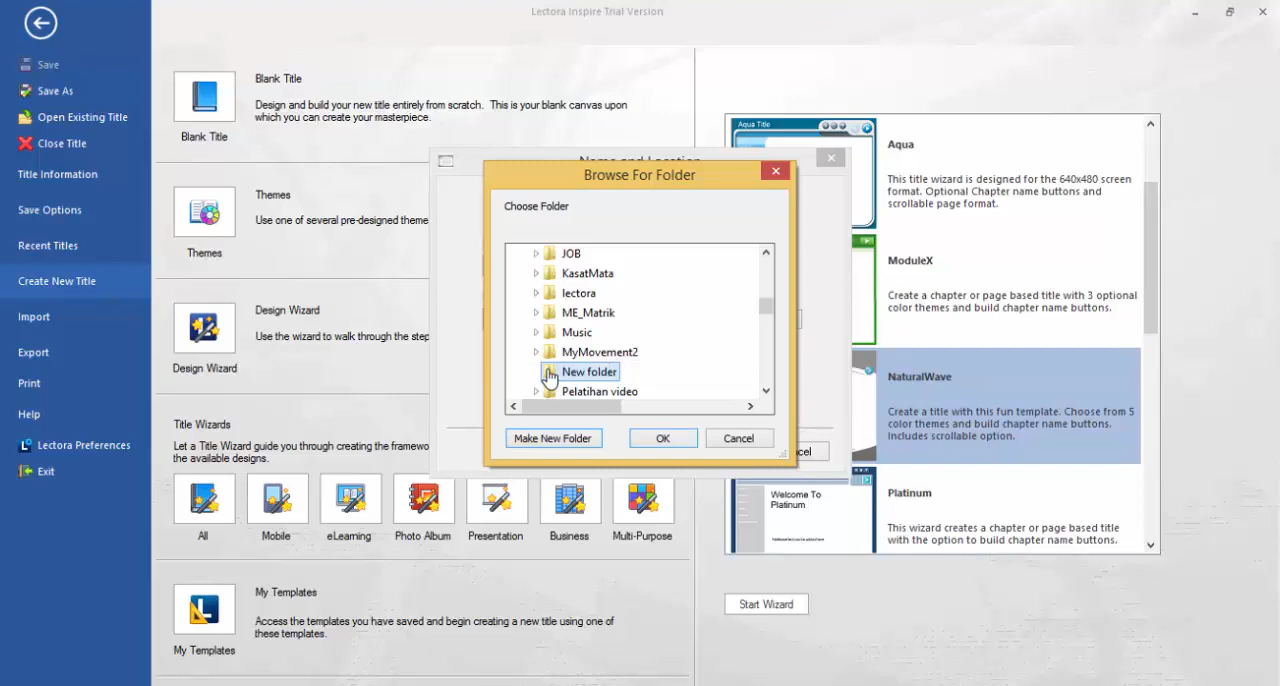 Lectora Inspire Trial Version
Save
Save As
Open Existing Title
Close Title
Title Information
Save Options
Recent Titles
Create New Title
Import
Export
Print
Help
Lectora Preferences
Exit
Blank Title
Blank Title
Design and build your new title entirely from scratch. This is your blank canvas upon
which you can create your masterpiece.
Themes
Themes
Use one of several pre-designed theme
Design Wizard
Design Wizard
Use the wizard to walk through the step
Title Wizards
Let a Title Wizard guide you through creating the framewo
the available designs.
All
Mobile
eLearning
Photo Album
Presentation
Business
Multi-Purpose
My Templates
My Templates
Access the templates you have saved and begin creating a new title using one of
these templates.
Name and Location
Browse For Folder
Choose Folder
JOB
KasatMata
lectora
ME_Matrik
Music
MyMovement2
New folder
Pelatihan video
Make New Folder
OK
Cancel
cel
Aqua Title
Aqua
This title wizard is designed for the 640x480 screen
format. Optional Chapter name buttons and
scrollable page format.
ModuleX
Create a chapter or page based title with 3 optional
color themes and build chapter name buttons.
NaturalWave
Create a title with this fun template. Choose from 5
color themes and build chapter name buttons.
Includes scrollable option.
Welcome To
Platinum
Platinum
This wizard creates a chapter or page based title
with the option to build chapter name buttons.
Start Wizard